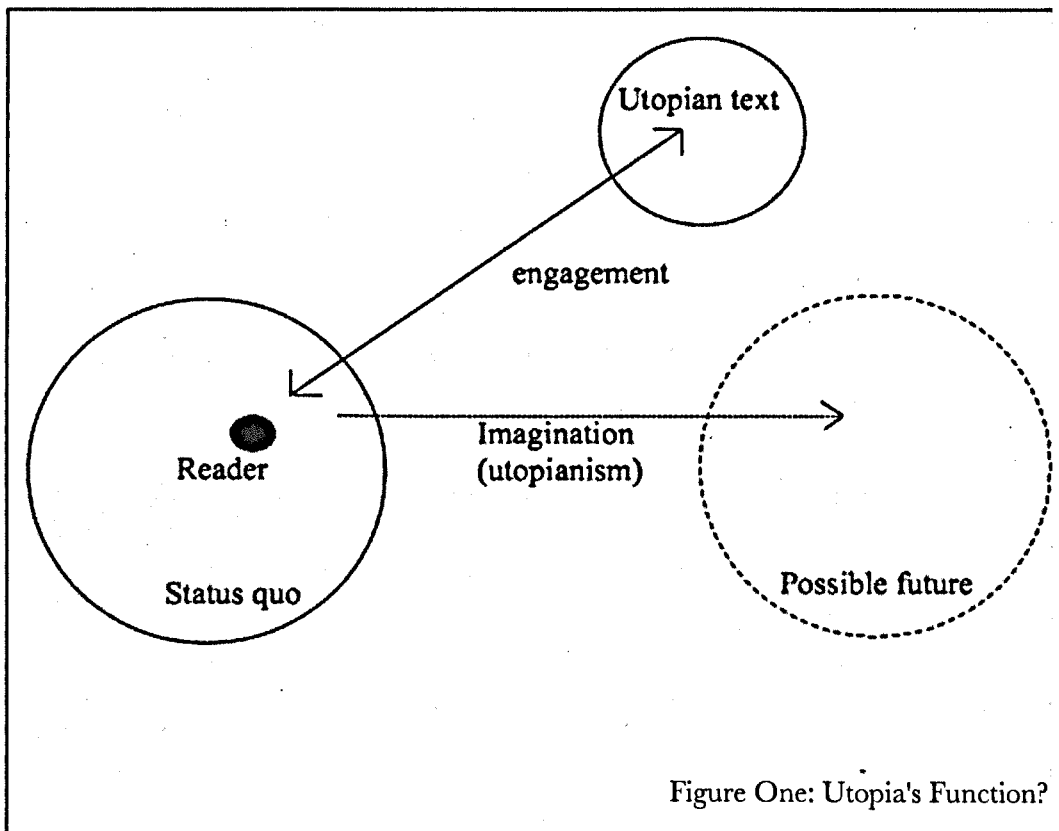 Utopian text
engagement
Imagination
(utopianism)
Reader
Status quo
Possible future
Figure One: Utopia's Function?